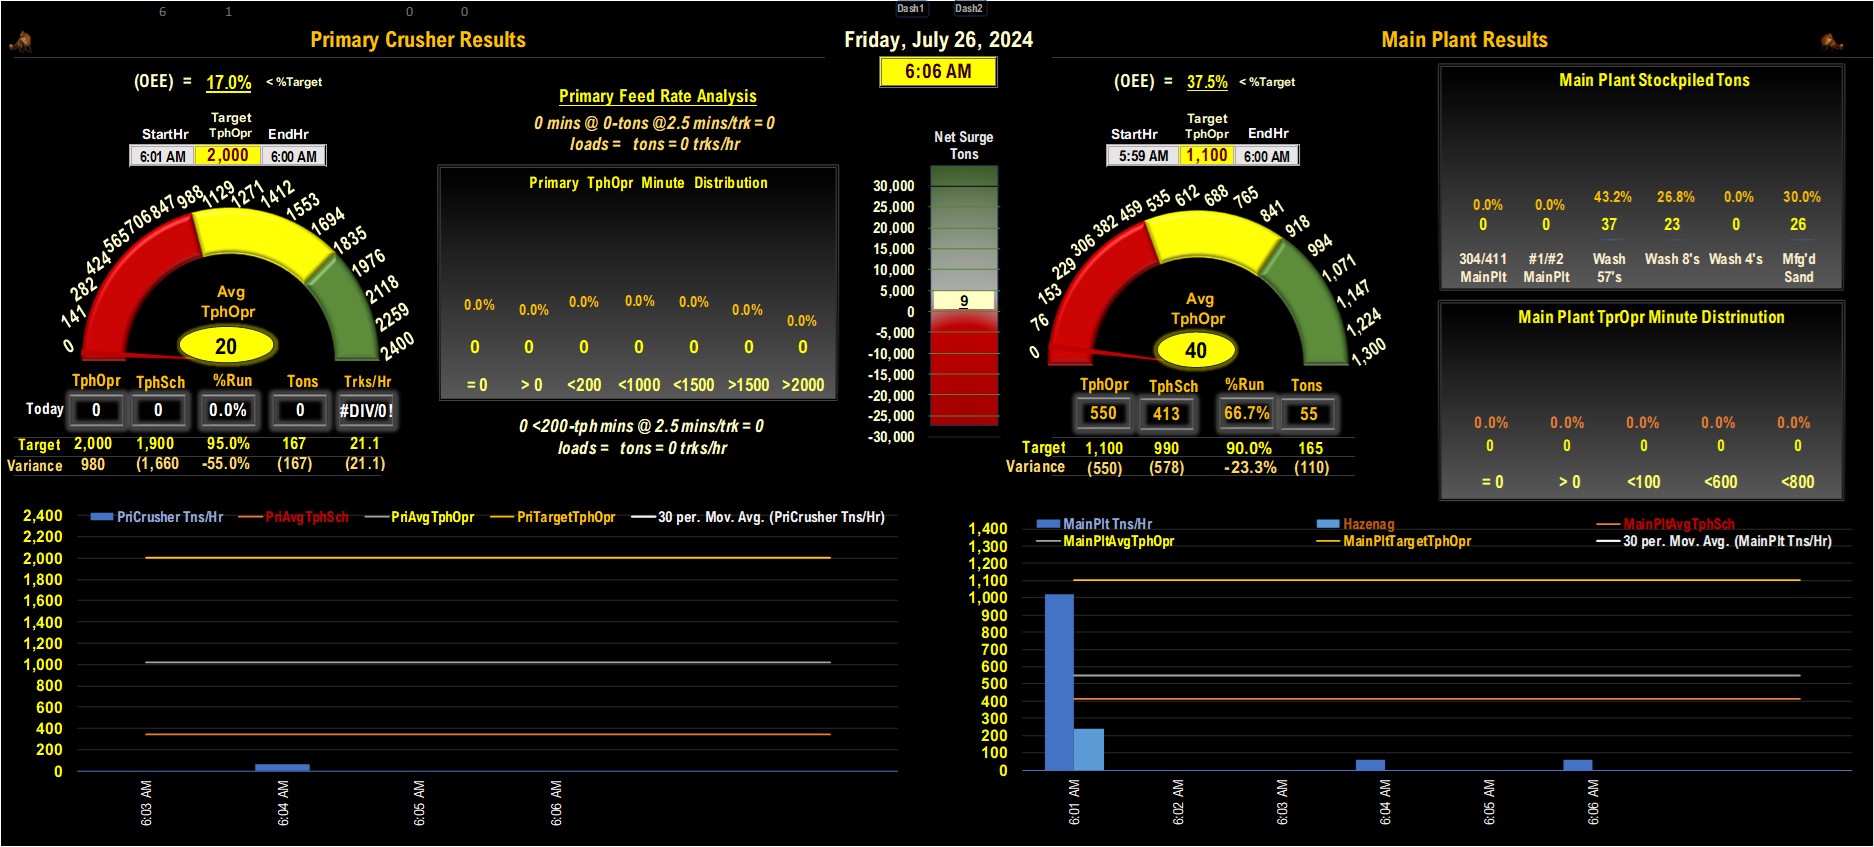 6 1 0 0 Dash1 Dash2
Primary Crusher Results
Friday, July 26, 2024
Main Plant Results
6:06 AM
(OEE) = 17.0% < %Target
Target
StartHr TphOpr EndHr
6:01 AM 2,000 6:00 AM
0 141 282 424 565 706 847 988 1129 1271 1412 1553 1694 1835 1976 2118 2259 2400
Avg
TphOpr
20
TphOpr TphSch %Run Tons Trks/Hr
Today 0 0 0.0% 0 #DIV/0!
Target 2,000 1,900 95.0% 167 21.1
Variance 980 (1,660 -55.0% (167) (21.1)
Primary Feed Rate Analysis
0 mins @ 0-tons @2.5 mins/trk = 0
loads = tons = 0 trks/hr
Primary TphOpr Minute Distribution
0.0% 0.0% 0.0% 0.0% 0.0% 0.0% 0.0%
0 0 0 0 0 0 0
= 0 > 0 <200 <1000 <1500 >1500 >2000
0 <200-tph mins @ 2.5 mins/trk = 0
loads = tons = 0 trks/hr
Net Surge
Tons
30,000
25,000
20,000
15,000
10,000
5,000
9
0
-5,000
-10,000
-15,000
-20,000
-25,000
-30,000
(OEE) = 37.5% < %Target
Target
StartHr TphOpr EndHr
5:59 AM 1,100 6:00 AM
0 76 153 229 306 382 459 535 612 688 765 841 918 994 1,071 1,147 1,224 1,300
Avg
TphOpr
40
TphOpr TphSch %Run Tons
550 413 66.7% 55
Target 1,100 990 90.0% 165
Variance (550) (578) -23.3% (110)
Main Plant Stockpiled Tons
0.0% 0.0% 43.2% 26.8% 0.0% 30.0%
0 0 37 23 0 26
304/411 #1/#2 Wash Wash 8's Wash 4's Mfg'd
MainPlt MainPlt 57's Sand
Main Plant TprOpr Minute Distrinution
0.0% 0.0% 0.0% 0.0% 0.0%
0 0 0 0 0
= 0 > 0 <100 <600 <800
PriCrusher Tns/Hr PriAvgTphSch PriAvgTphOpr PriTargetTphOpr 30 per. Mov. Avg. (PriCrusher Tns/Hr)
2,400
2,200
2,000
1,800
1,600
1,400
1,200
1,000
800
600
400
200
0
6:03 AM 6:04 AM 6:05 AM 6:06 AM
MainPlt Tns/Hr Hazenag MainPltAvgTphSch
MainPltAvgTphOpr MainPltTargetTphOpr 30 per. Mov. Avg. (MainPlt Tns/Hr)
1,400
1,300
1,200
1,100
1,000
900
800
700
600
500
400
300
200
100
0
6:01 AM 6:02 AM 6:03 AM 6:04 AM 6:05 AM 6:06 AM